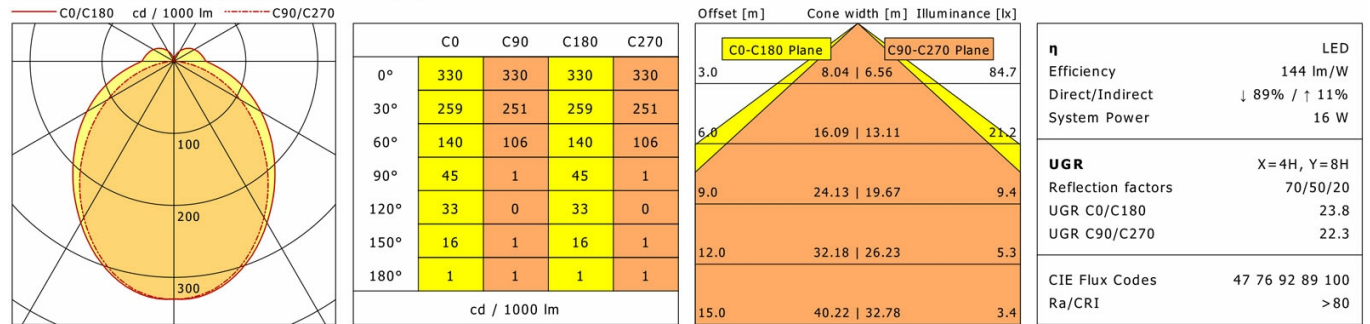 C0/C180 cd / 1000 lm C90/C270
100
200
300
C0 C90 C180 C270
0° 330 330 330 330
30° 259 251 259 251
60° 140 106 140 106
90° 45 1 45 1
120° 33 0 33 0
150° 16 1 16 1
180° 1 1 1 1
cd / 1000 lm
Offset [m] Cone width [m] Illuminance [lx]
C0-C180 Plane C90-C270 Plane
3.0 8.04 | 6.56 84.7
6.0 16.09 | 13.11 21.2
9.0 24.13 | 19.67 9.4
12.0 32.18 | 26.23 5.3
15.0 40.22 | 32.78 3.4
η LED
Efficiency 144 lm/W
Direct/Indirect ↓ 89% / ↑ 11%
System Power 16 W
UGR X=4H, Y=8H
Reflection factors 70/50/20
UGR C0/C180 23.8
UGR C90/C270 22.3
CIE Flux Codes 47 76 92 89 100
Ra/CRI >80